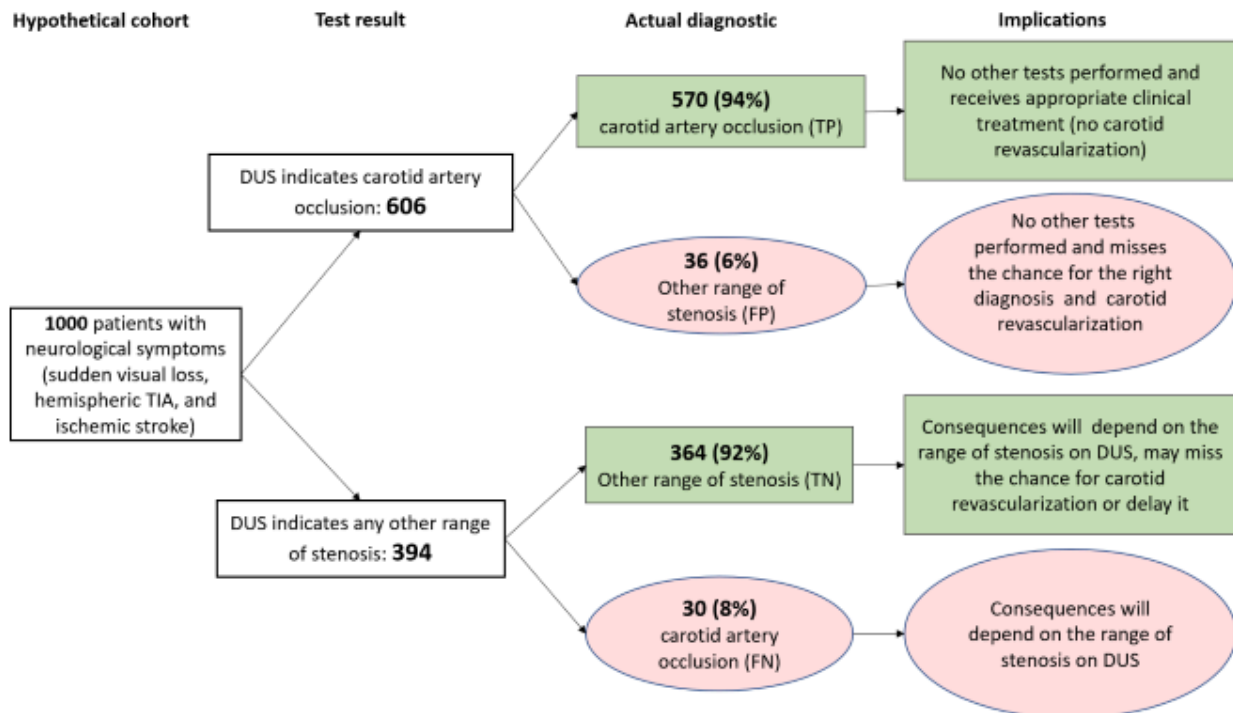 Hypothetical cohort
Test result
Actual diagnostic
Implications
1000 patients with
neurological symptoms
(sudden visual loss,
hemispheric TIA, and
ischemic stroke)
DUS indicates carotid artery
occlusion: 606
570 (94%)
carotid artery occlusion (TP)
No other tests performed and
receives appropriate clinical
treatment (no carotid
revascularization)
36 (6%)
Other range of
stenosis (FP)
No other tests
performed and misses
the chance for the right
diagnosis and carotid
revascularization
DUS indicates any other range
of stenosis: 394
364 (92%)
Other range of stenosis (TN)
Consequences will depend on the
range of stenosis on DUS, may miss
the chance for carotid
revascularization or delay it
30 (8%)
carotid artery
occlusion (FN)
Consequences will
depend on the range of
stenosis on DUS